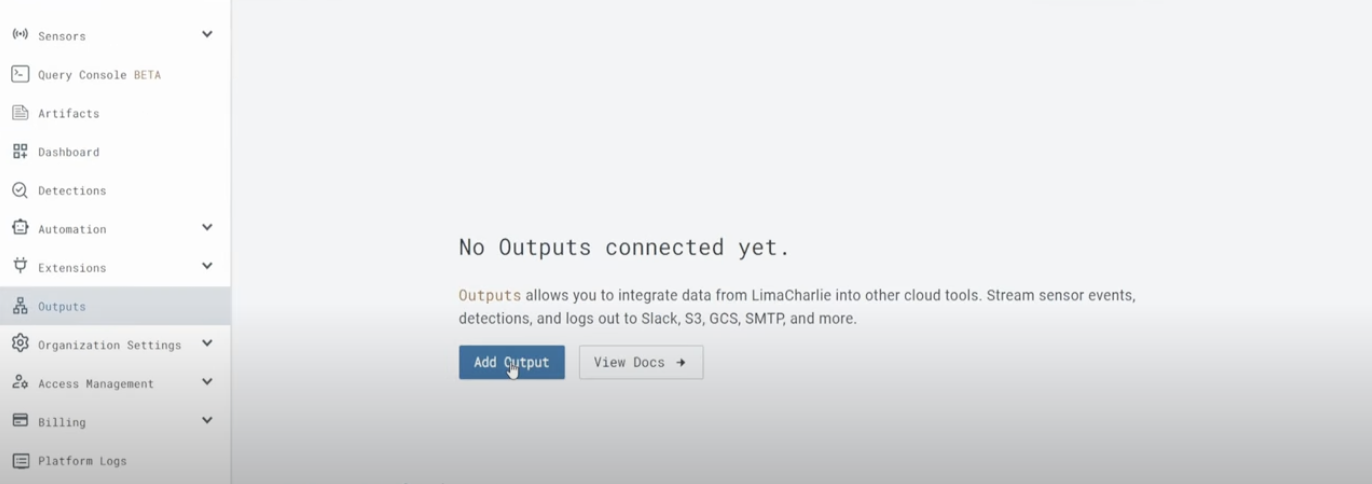 Sensors
Query Console BETA
Artifacts
Dashboard
Detections
Automation
Extensions
Outputs
Organization Settings
Access Management
Billing
Platform Logs
No Outputs connected yet.
Outputs allows you to integrate data from LimaCharlie into other cloud tools. Stream sensor events,
detections, and logs out to Slack, S3, GCS, SMTP, and more.
Add Output
View Docs →